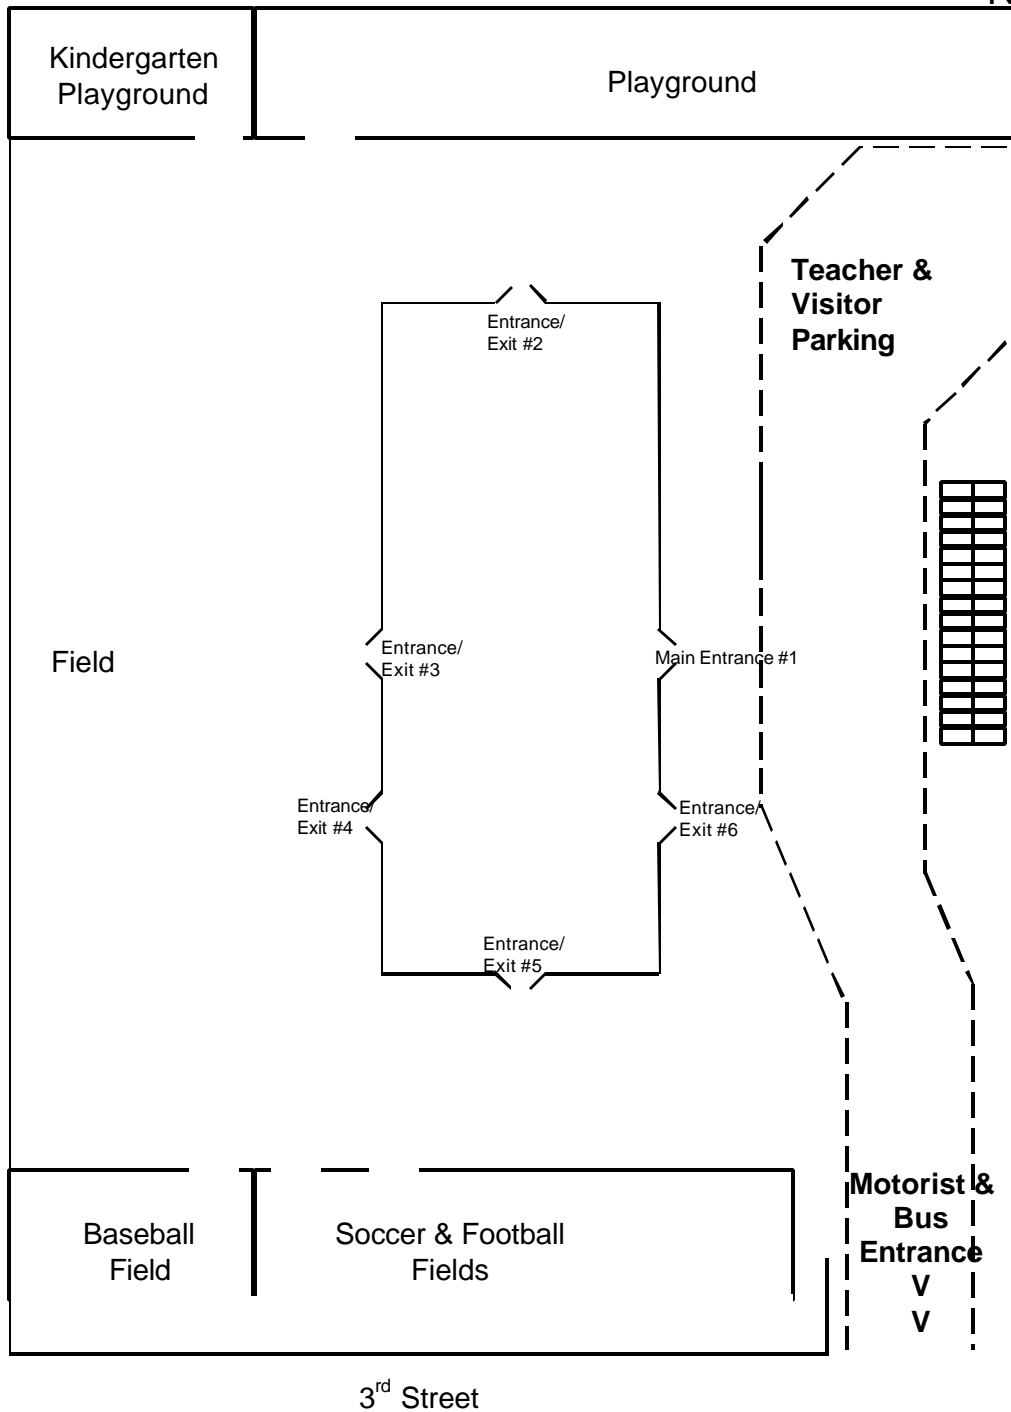 Kindergarten
Playground
Playground
Teacher &
Visitor
Parking
Entrance/
Exit #2
Entrance/
Exit #3
Field
Main Entrance #1
Entrance/
Exit #4
Entrance/
Exit #6
Entrance/
Exit #5
Motorist &
Bus
Entrance
V
V
Baseball
Field
Soccer & Football
Fields
3rd Street